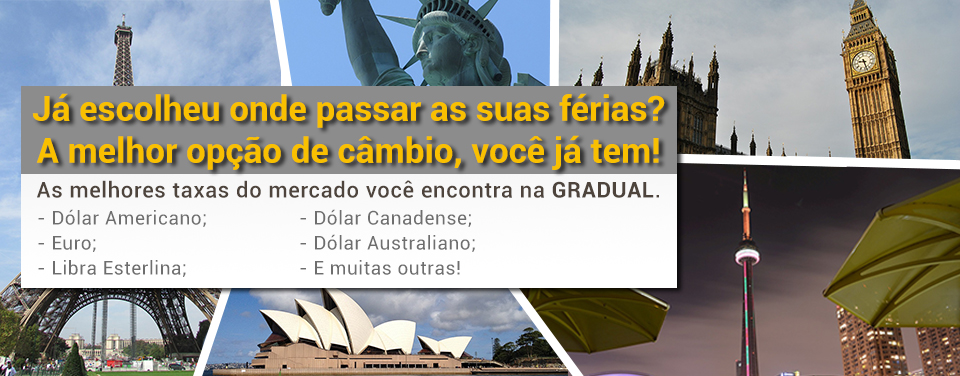 Já escolheu onde passar as suas férias?
A melhor opção de câmbio, você já tem!
As melhores taxas do mercado você encontra na GRADUAL.
- Dólar Americano;
- Euro;
- Libra Esterlina;
- Dólar Canadense;
- Dólar Australiano;
- E muitas outras!